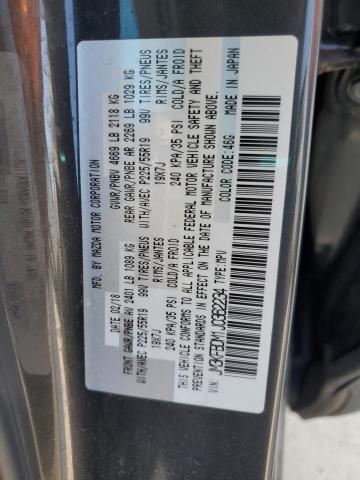 MFD. BY MAZDA MOTOR CORPORATION
DATE: 02/18 GVWR/PNBV 4669 LB 2118 KG
FRONT GAWR/PNBE AV 2401 LB 1089 KG REAR GAWR/PNBE AR 2269 LB 1029 KG
WITH/AVEC P225/55R19 99V TIRES/PNEUS WITH/AVEC P225/55R19 99V TIRES/PNEUS
19X7J RIMS/JANTES 19X7J RIMS/JANTES
240 KPA/35 PSI COLD/A FROID 240 KPA/35 PSI COLD/A FROID
THIS VEHICLE CONFORMS TO ALL APPLICABLE FEDERAL MOTOR VEHICLE SAFETY AND THEFT
PREVENTION STANDARDS IN EFFECT ON THE DATE OF MANUFACTURE SHOWN ABOVE.
VIN: JM3KFBDM1J0362234 TYPE:MPV COLOR CODE:46G MADE IN JAPAN